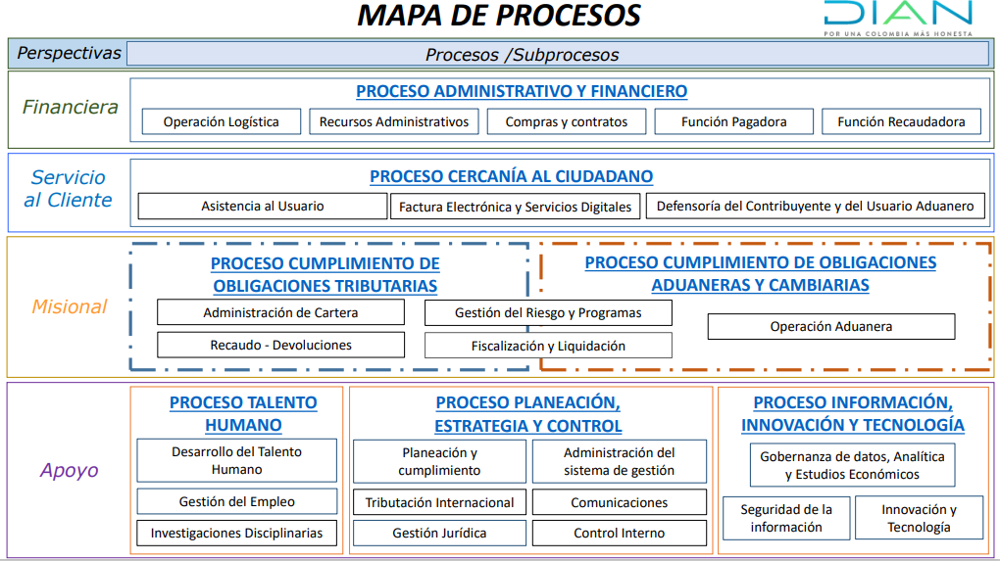 MAPA DE PROCESOS
DIAN
POR UNA COLOMBIA MÁS HONESTA
Perspectivas
Procesos /Subprocesos
Financiera
PROCESO ADMINISTRATIVO Y FINANCIERO
Operación Logística
Recursos Administrativos
Compras y contratos
Función Pagadora
Función Recaudadora
Servicio
al Cliente
PROCESO CERCANÍA AL CIUDADANO
Asistencia al Usuario
Factura Electrónica y Servicios Digitales
Defensoría del Contribuyente y del Usuario Aduanero
Misional
PROCESO CUMPLIMIENTO DE
OBLIGACIONES TRIBUTARIAS
Administración de Cartera
Recaudo - Devoluciones
Gestión del Riesgo y Programas
Fiscalización y Liquidación
PROCESO CUMPLIMIENTO DE OBLIGACIONES
ADUANERAS Y CAMBIARIAS
Operación Aduanera
Apoyo
PROCESO TALENTO
HUMANO
Desarrollo del Talento
Humano
Gestión del Empleo
Investigaciones Disciplinarias
PROCESO PLANEACIÓN,
ESTRATEGIA Y CONTROL
Planeación y
cumplimiento
Administración del
sistema de gestión
Tributación Internacional
Comunicaciones
Gestión Jurídica
Control Interno
PROCESO INFORMACIÓN,
INNOVACIÓN Y TECNOLOGÍA
Gobernanza de datos, Analítica
y Estudios Económicos
Seguridad de la
información
Innovación y
Tecnología